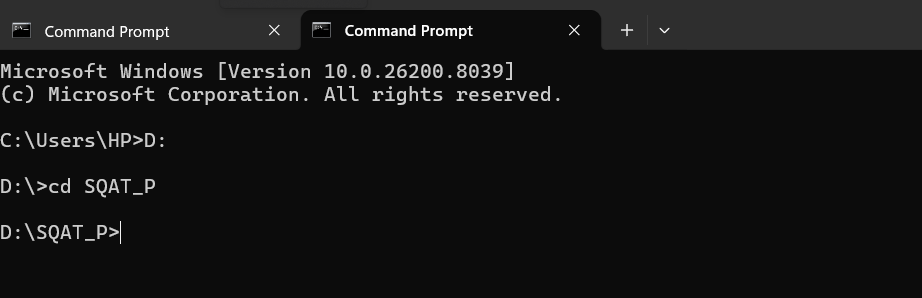 Command Prompt
Command Prompt
Microsoft Windows [Version 10.0.26200.8039]
(c) Microsoft Corporation. All rights reserved.
C:\Users\HP>D:
D:\>cd SQAT_P
D:\SQAT_P>